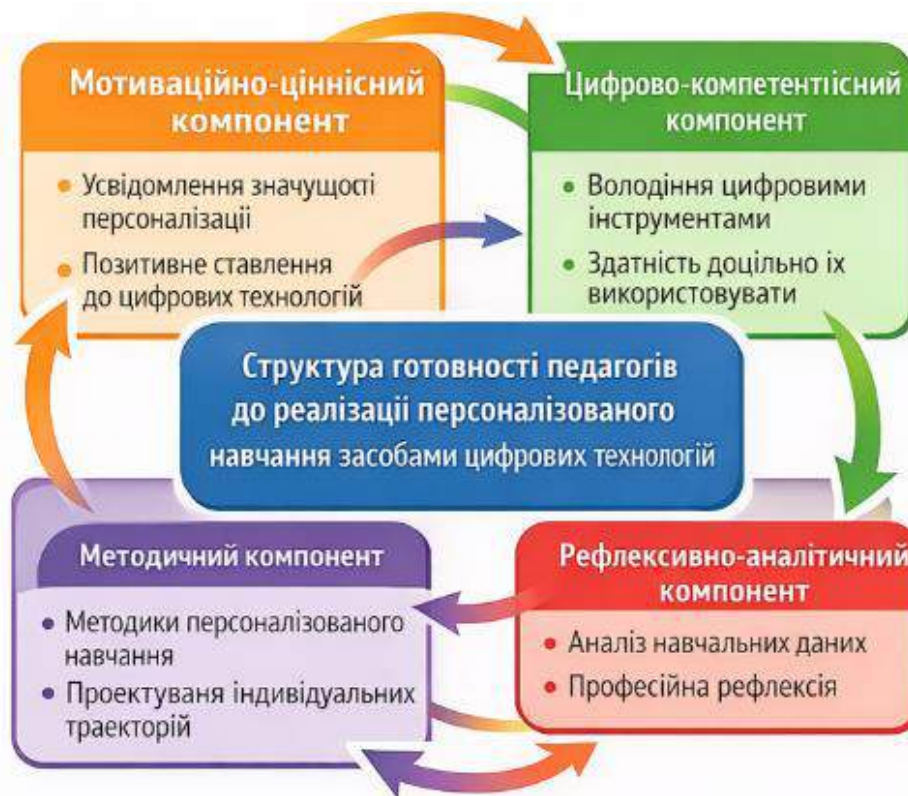 Мотиваційно-ціннісний
компонент
• Усвідомлення значущості
персоналізації
• Позитивне ставлення
до цифрових технологій
Цифрово-компетентісний
компонент
• Володіння цифровими
інструментами
• Здатність доцільно їх
використовувати
Структура готовності педагогів
до реалізації персоналізованого
навчання засобами цифрових технологій
Методичний компонент
• Методики персоналізованого
навчання
• Проектуваня індивідуальних
траекторій
Рефлексивно-аналітичний
компонент
• Аналіз навчальних даних
• Професійна рефлексія